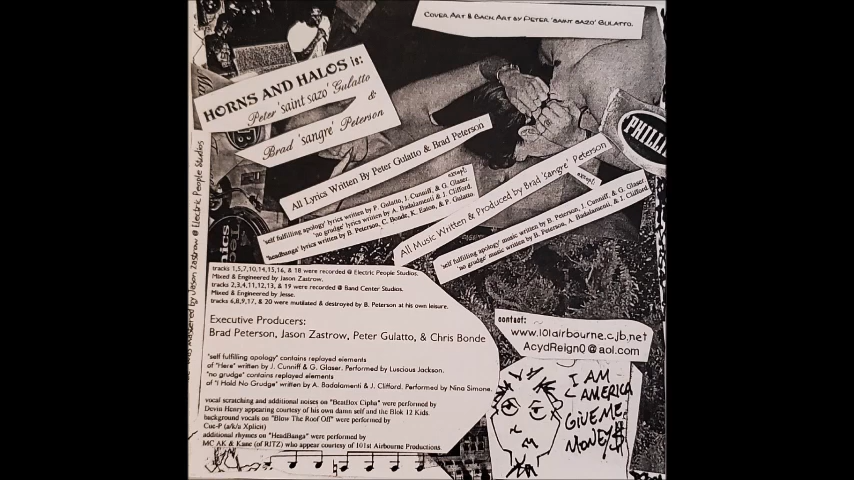 COVER ART & BACK ART BY PETER 'SAINT SAZO' GULATTO.
HORNS AND HALOS is:
Peter 'saint sazo' Gulatto
&
Brad 'sangre' Peterson
PHILLI
All Lyrics Written By Peter Gulatto & Brad Peterson
except:
'self fulfilling apology' lyrics written by P. Gulatto, J. Cunniff, & G. Glaser.
'no grudge' lyrics written by A. Badalamenti & J. Clifford.
'headbanga' lyrics written by B. Peterson, C. Bonde, K. Eaton, & P. Gulatto.
All Music Written & Produced by Brad 'sangre' Peterson
except:
'self fulfilling apology' music written by B. Peterson, J. Cunniff, & G. Glaser
'no grudge' music written by B. Peterson, A. Badalamenti, & J. Clifford
Mastered by Jason Zastrow @ Electric People Studios
tracks 1,5,7,10,14,15,16, & 18 were recorded @ Electric People Studios.
Mixed & Engineered by Jason Zastrow.
tracks 2,3,4,11,12,13, & 19 were recorded @ Band Center Studios.
Mixed & Engineered by Jesse.
tracks 6,8,9,17, & 20 were mutilated & destroyed by B. Peterson at his own leisure.
Executive Producers:
Brad Peterson, Jason Zastrow, Peter Gulatto, & Chris Bonde
"self fulfilling apology" contains replayed elements
of "Here" written by J. Cunniff & G. Glaser. Performed by Luscious Jackson.
"no grudge" contains replayed elements
of "I Hold No Grudge" written by A. Badalamenti & J. Clifford. Performed by Nina Simone.
vocal scratching and additional noises on "BeatBox Cipha" were performed by
Devin Henry appearing courtesy of his own damn self and the Blok 12 Kids.
background vocals on "Blow The Roof Off" were performed by
Cue-P (a/k/a Xplicit)
additional rhymes on "HeadBanga" were performed by
MC AK & Kane (of RITZ) who appear courtesy of 101st Airbourne Productions.
contact:
www.101airbourne.cjb.net
AcydReign0@aol.com
I AM
AMERICA
GIVE ME
MONEY$